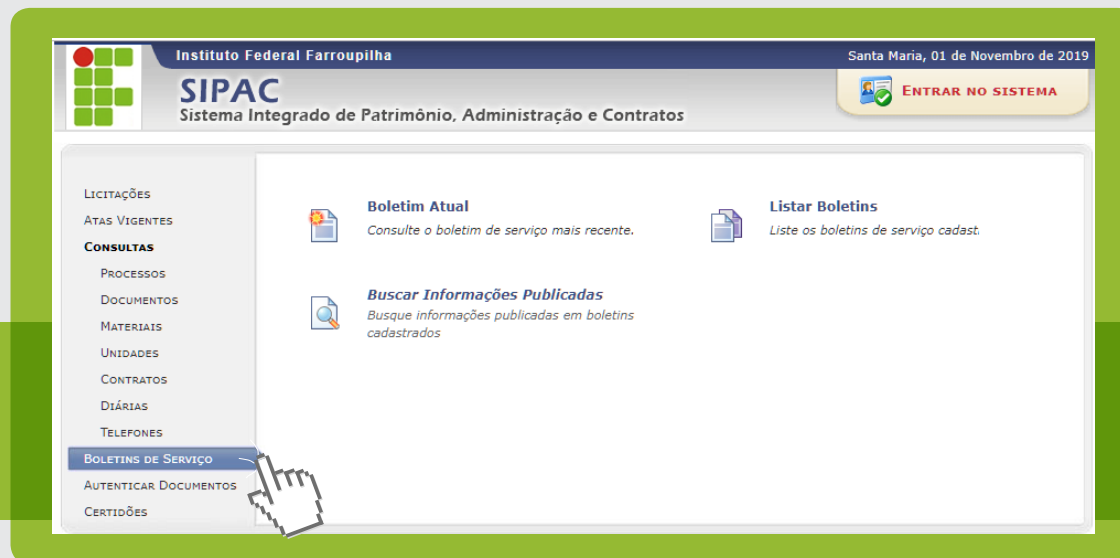 Instituto Federal Farroupilha
Santa Maria, 01 de Novembro de 2019
SIPAC
Sistema Integrado de Patrimônio, Administração e Contratos
ENTRAR NO SISTEMA
LICITAÇÕES
ATAS VIGENTES
CONSULTAS
PROCESSOS
DOCUMENTOS
MATERIAIS
UNIDADES
CONTRATOS
DIÁRIAS
TELEFONES
BOLETINS DE SERVIÇO
AUTENTICAR DOCUMENTOS
CERTIDÕES
Boletim Atual
Consulte o boletim de serviço mais recente.
Listar Boletins
Liste os boletins de serviço cadast.
Buscar Informações Publicadas
Busque informações publicadas em boletins
cadastrados